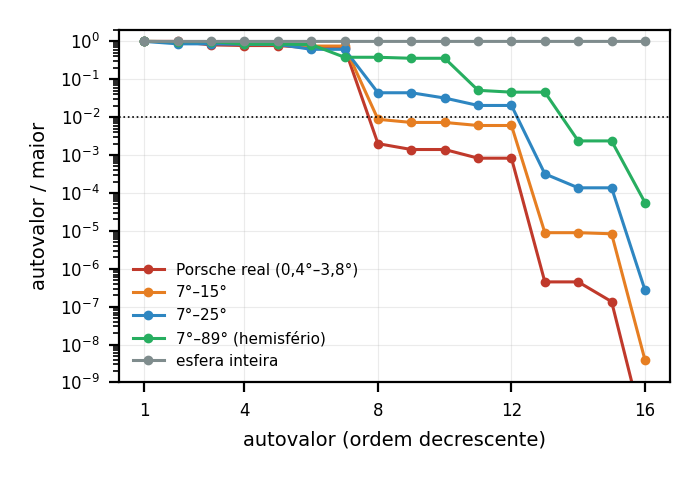 autovalor / maior
10⁰
10⁻¹
10⁻²
10⁻³
10⁻⁴
10⁻⁵
10⁻⁶
10⁻⁷
10⁻⁸
10⁻⁹
Porsche real (0,4°–3,8°)
7°–15°
7°–25°
7°–89° (hemisfério)
esfera inteira
1 4 8 12 16
autovalor (ordem decrescente)